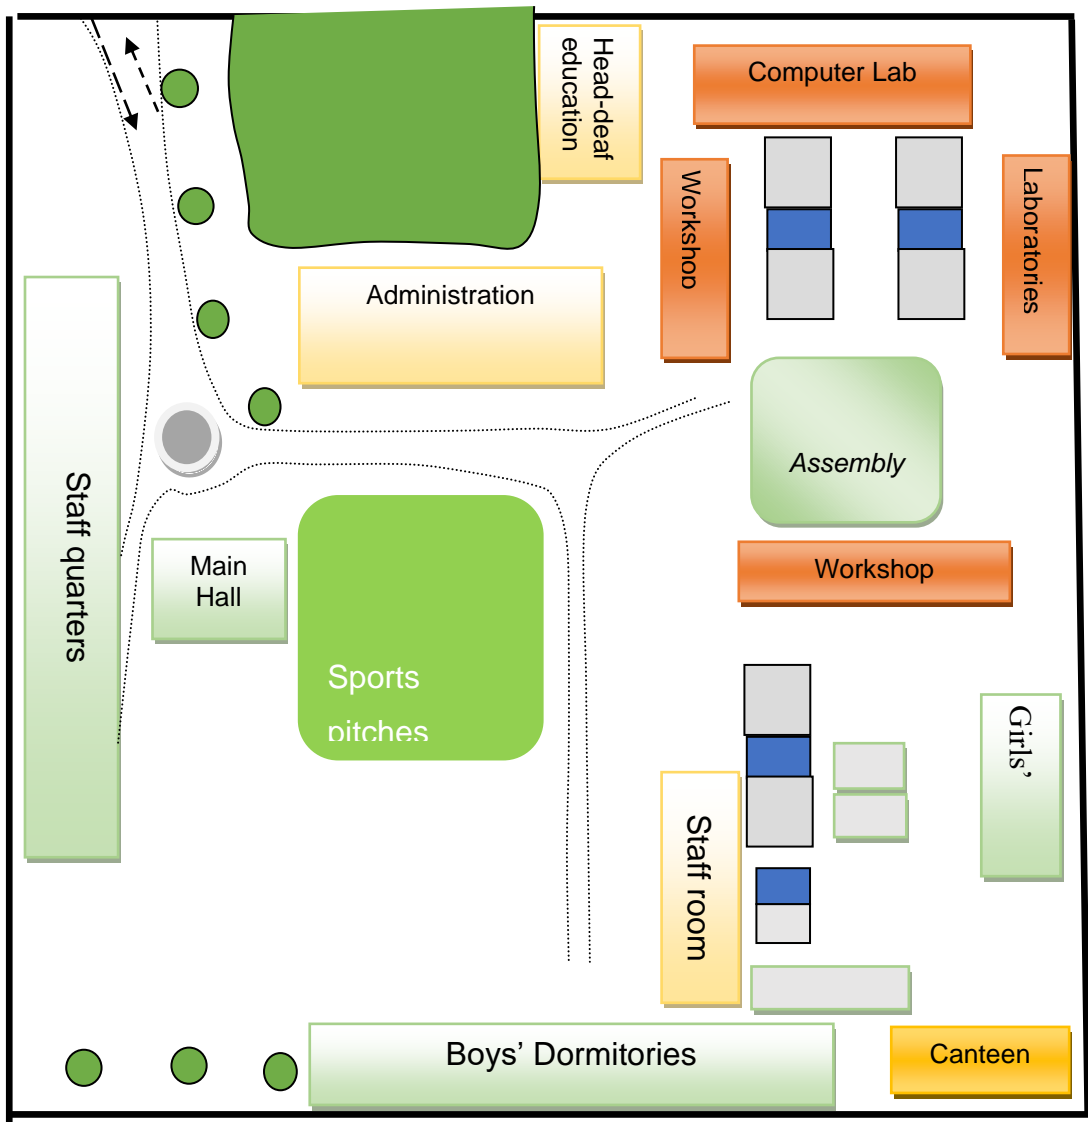 Head-deaf
education
Computer Lab
Workshop
Laboratories
Administration
Assembly
Staff quarters
Main
Hall
Workshop
Sports
pitches
Girls’
Staff room
Boys’ Dormitories
Canteen